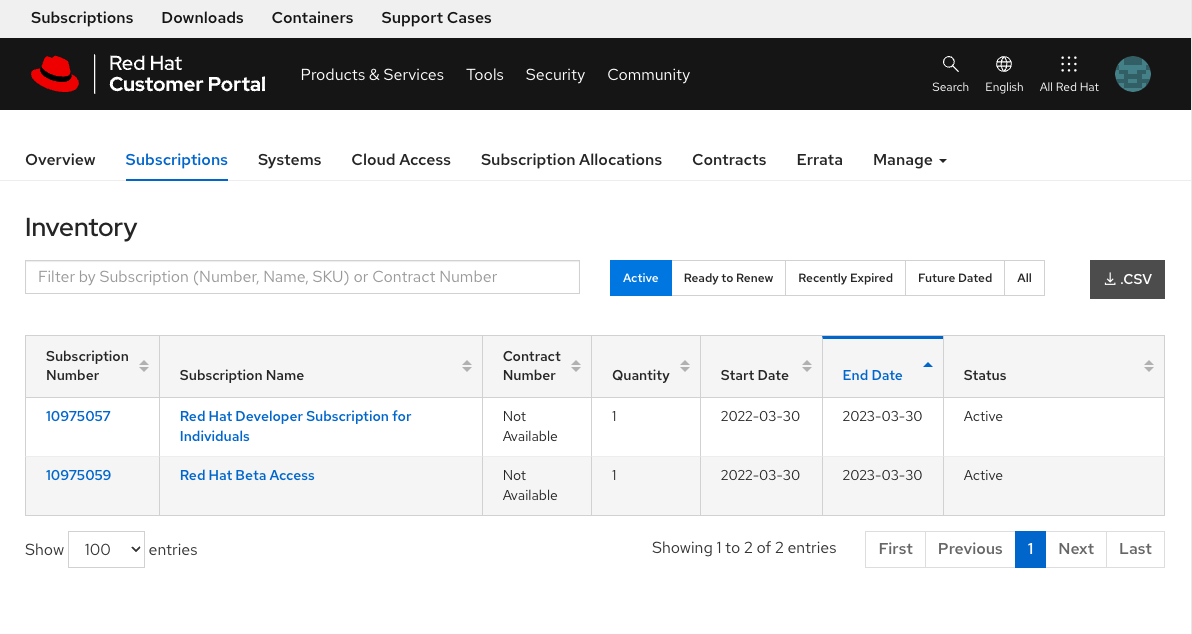 Subscriptions Downloads Containers Support Cases
Red Hat
Customer Portal
Products & Services Tools Security Community
Search English All Red Hat
Overview Subscriptions Systems Cloud Access Subscription Allocations Contracts Errata Manage
Inventory
Filter by Subscription (Number, Name, SKU) or Contract Number
Active Ready to Renew Recently Expired Future Dated All
.CSV
Subscription Number Subscription Name Contract Number Quantity Start Date End Date Status
10975057 Red Hat Developer Subscription for Individuals Not Available 1 2022-03-30 2023-03-30 Active
10975059 Red Hat Beta Access Not Available 1 2022-03-30 2023-03-30 Active
Show 100 entries
Showing 1 to 2 of 2 entries
First Previous 1 Next Last